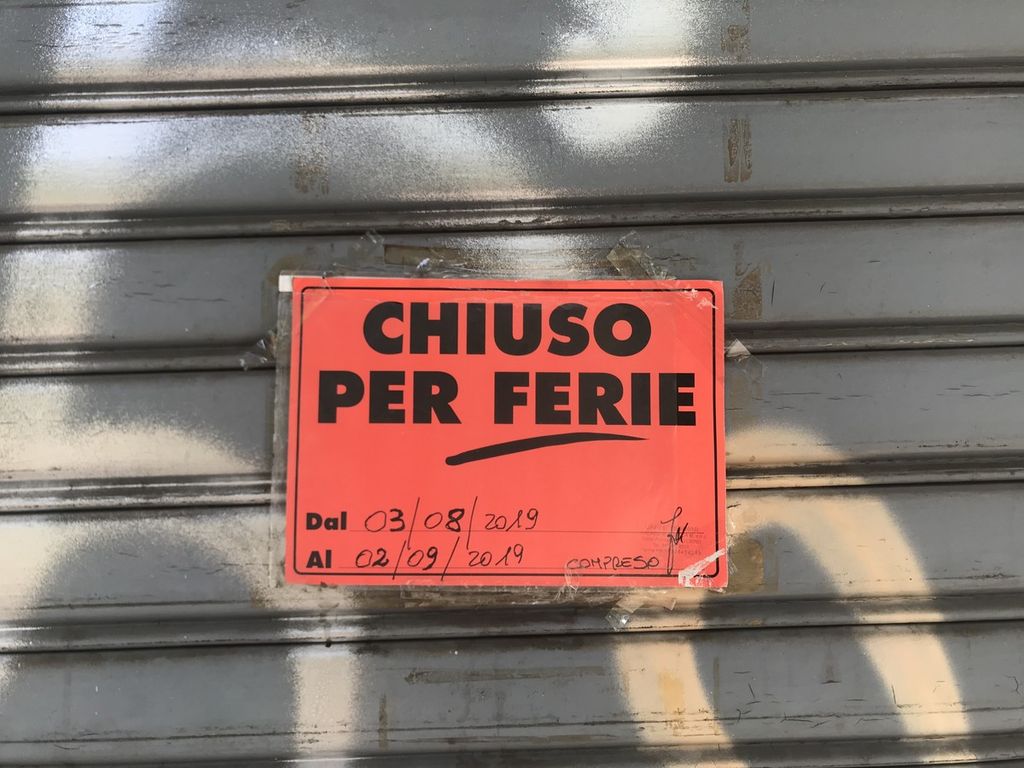 CHIUSO
PER FERIE
Dal 03/08/2019
Al 02/09/2019 COMPRESO